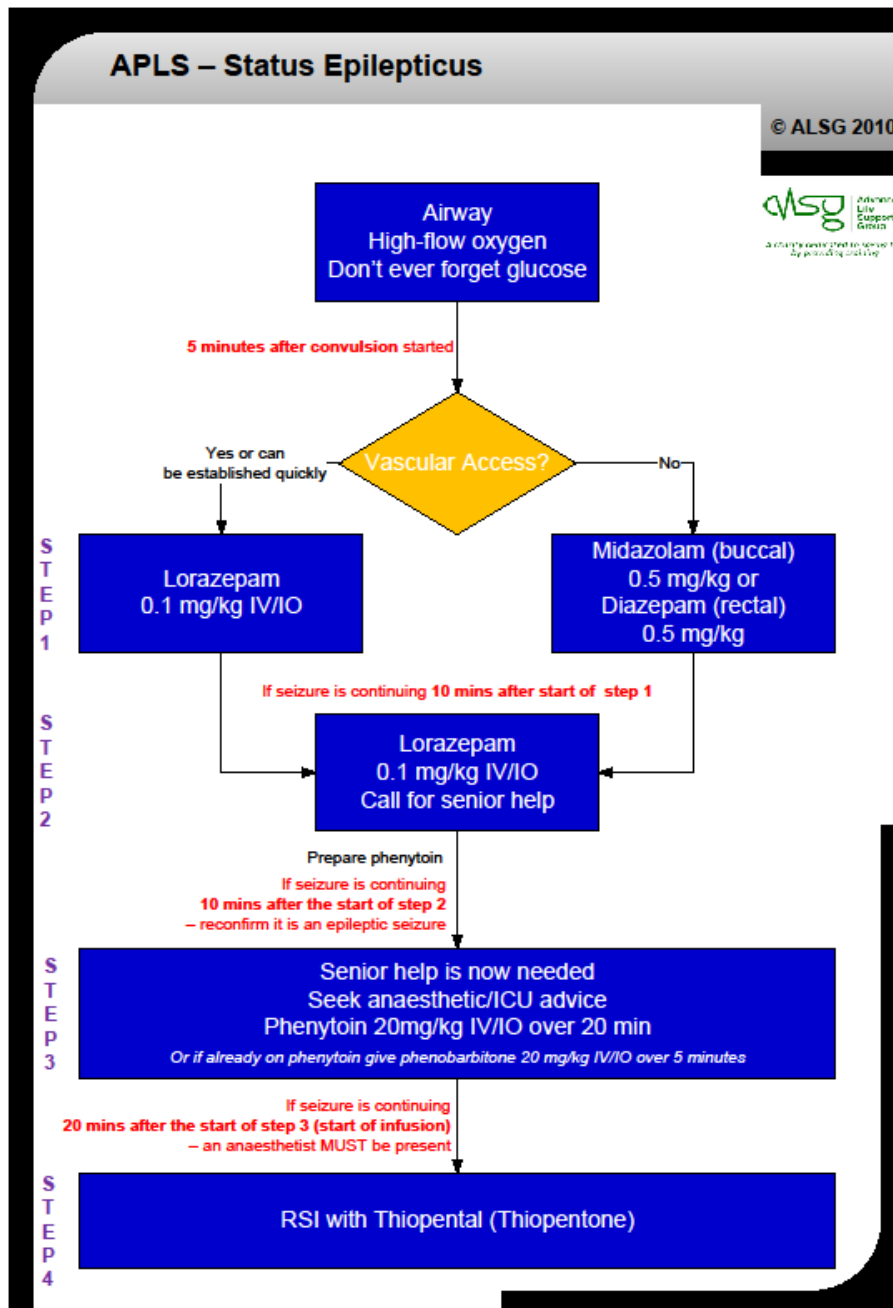 APLS – Status Epilepticus
© ALSG 2010
Airway
High-flow oxygen
Don't ever forget glucose
alsg
Advanc
Life
Support
Group
5 minutes after convulsion started
Yes or can
be established quickly
Vascular Access?
No
STEP 1
Lorazepam
0.1 mg/kg IV/IO
Midazolam (buccal)
0.5 mg/kg or
Diazepam (rectal)
0.5 mg/kg
If seizure is continuing 10 mins after start of step 1
STEP 2
Lorazepam
0.1 mg/kg IV/IO
Call for senior help
Prepare phenytoin
If seizure is continuing
10 mins after the start of step 2
– reconfirm it is an epileptic seizure
STEP 3
Senior help is now needed
Seek anaesthetic/ICU advice
Phenytoin 20mg/kg IV/IO over 20 min
Or if already on phenytoin give phenobarbitone 20 mg/kg IV/IO over 5 minutes
If seizure is continuing
20 mins after the start of step 3 (start of infusion)
– an anaesthetist MUST be present
STEP 4
RSI with Thiopental (Thiopentone)